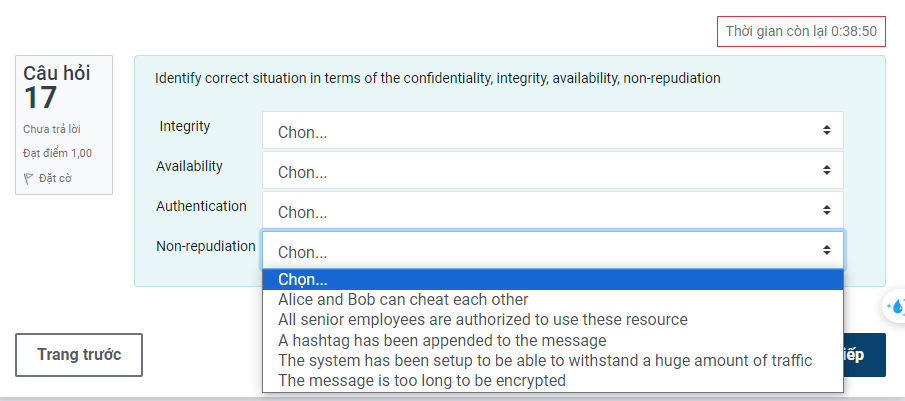 Thời gian còn lại 0:38:50
Câu hỏi
17
Chưa trả lời
Đạt điểm 1,00
Đặt cờ
Identify correct situation in terms of the confidentiality, integrity, availability, non-repudiation
Integrity Chon...
Availability Chon...
Authentication Chon...
Non-repudiation Chon...
Chọn...
Alice and Bob can cheat each other
All senior employees are authorized to use these resource
A hashtag has been appended to the message
The system has been setup to be able to withstand a huge amount of traffic
The message is too long to be encrypted
Trang trước
iếp